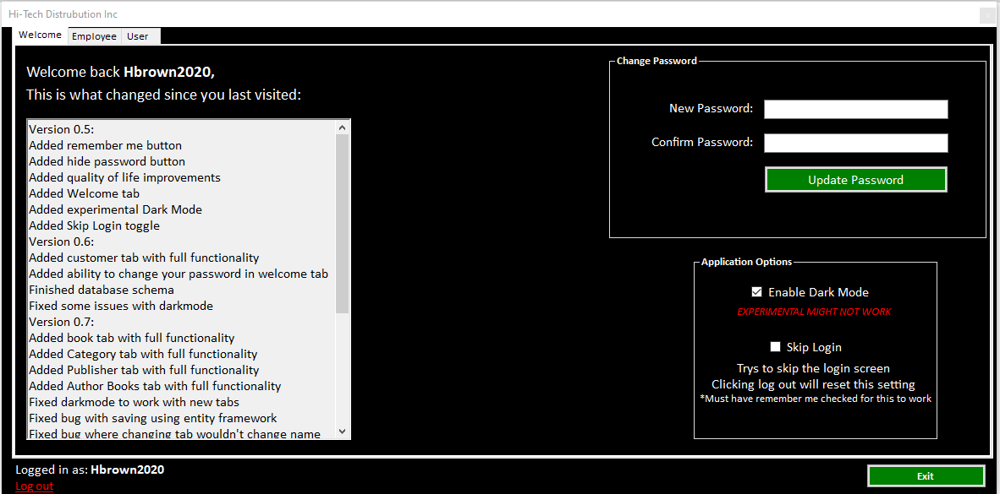 Hi-Tech Distrubution Inc
Welcome Employee User
Welcome back Hbrown2020,
This is what changed since you last visited:
Version 0.5:
Added remember me button
Added hide password button
Added quality of life improvements
Added Welcome tab
Added experimental Dark Mode
Added Skip Login toggle
Version 0.6:
Added customer tab with full functionality
Added ability to change your password in welcome tab
Finished database schema
Fixed some issues with darkmode
Version 0.7:
Added book tab with full functionality
Added Category tab with full functionality
Added Publisher tab with full functionality
Added Author Books tab with full functionality
Fixed darkmode to work with new tabs
Fixed bug with saving using entity framework
Fixed bug where changing tab wouldn't change name
Change Password
New Password:
Confirm Password:
Update Password
Application Options
Enable Dark Mode
EXPERIMENTAL MIGHT NOT WORK
Skip Login
Trys to skip the login screen
Clicking log out will reset this setting
*Must have remember me checked for this to work
Logged in as: Hbrown2020
Log out
Exit